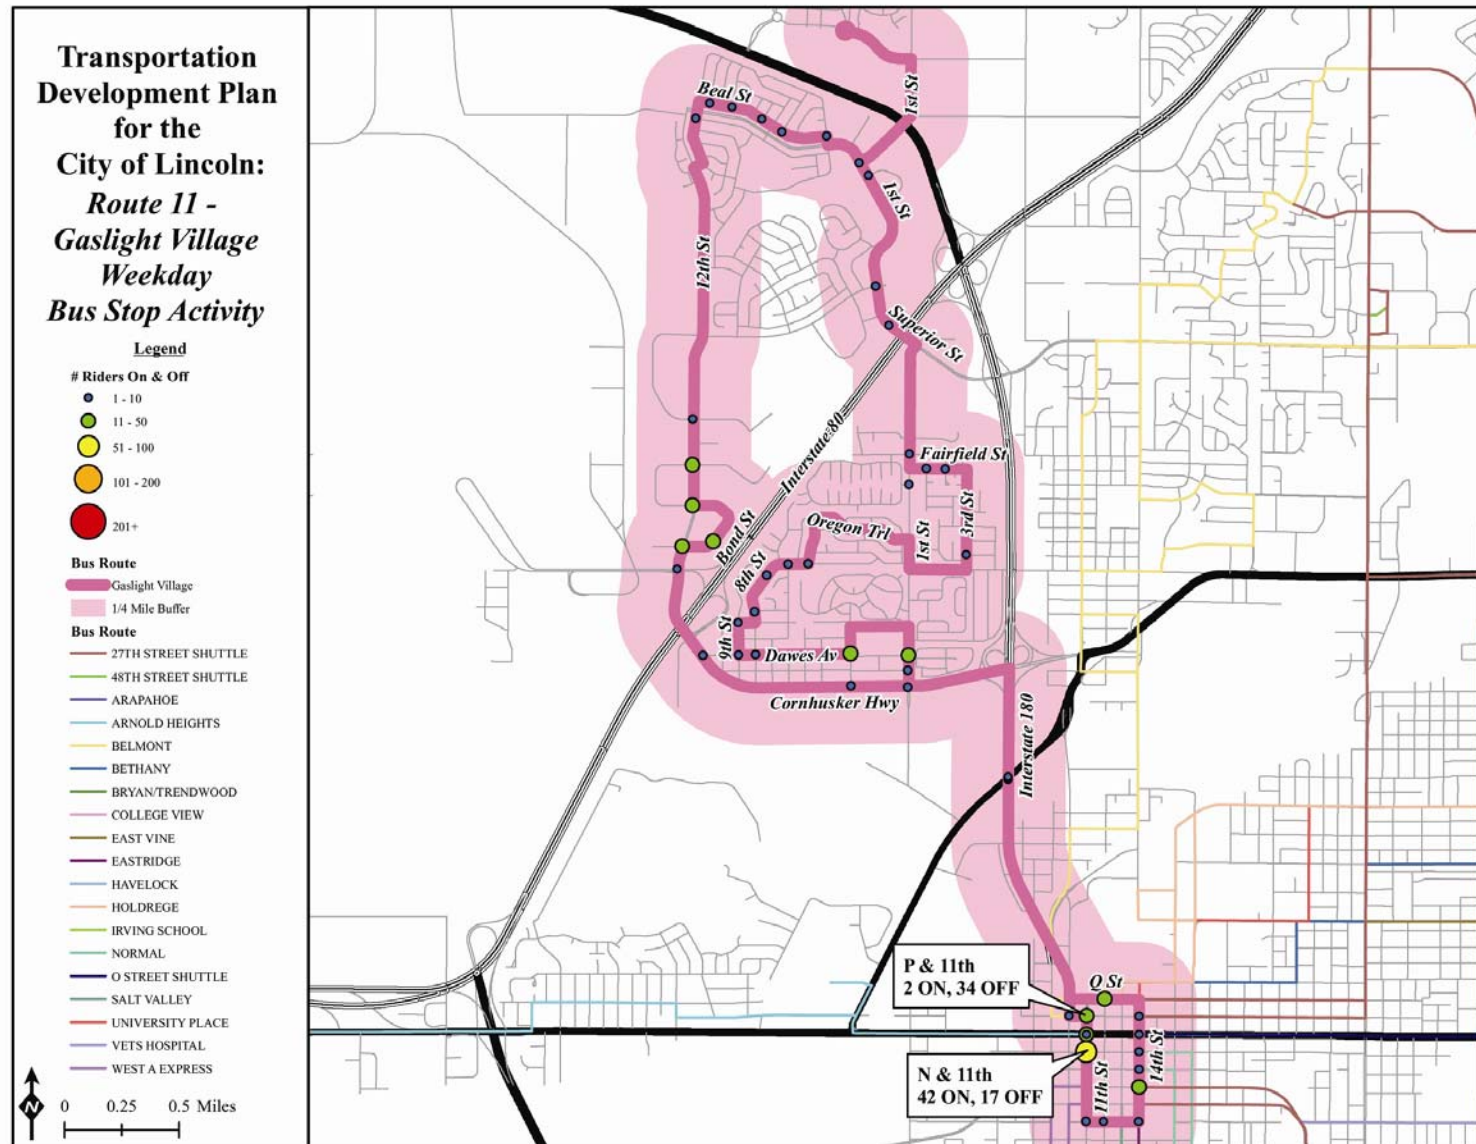 Transportation
Development Plan
for the
City of Lincoln:
Route 11 -
Gaslight Village
Weekday
Bus Stop Activity
Legend
# Riders On & Off
1 - 10
11 - 50
51 - 100
101 - 200
201+
Bus Route
Gaslight Village
1/4 Mile Buffer
Bus Route
27TH STREET SHUTTLE
48TH STREET SHUTTLE
ARAPAHOE
ARNOLD HEIGHTS
BELMONT
BETHANY
BRYAN/TRENDWOOD
COLLEGE VIEW
EAST VINE
EASTRIDGE
HAVELOCK
HOLDREGE
IRVING SCHOOL
NORMAL
O STREET SHUTTLE
SALT VALLEY
UNIVERSITY PLACE
VETS HOSPITAL
WEST A EXPRESS
N
0 0.25 0.5 Miles
Beal St
1st St
1st St
12th St
Superior St
Interstate 80
Fairfield St
Bond St
Oregon Trl
1st St
3rd St
8th St
9th St
Dawes Av
Cornhusker Hwy
Interstate 180
P & 11th
2 ON, 34 OFF
Q St
N & 11th
42 ON, 17 OFF
11th St
14th St